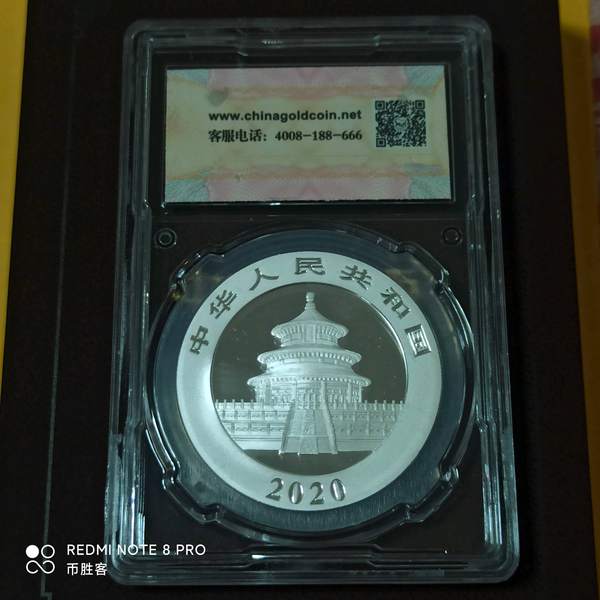 www.chinagoldcoin.net
客服电话：4008-188-666
中华人民共和国
2020
REDMI NOTE 8 PRO
币胜客